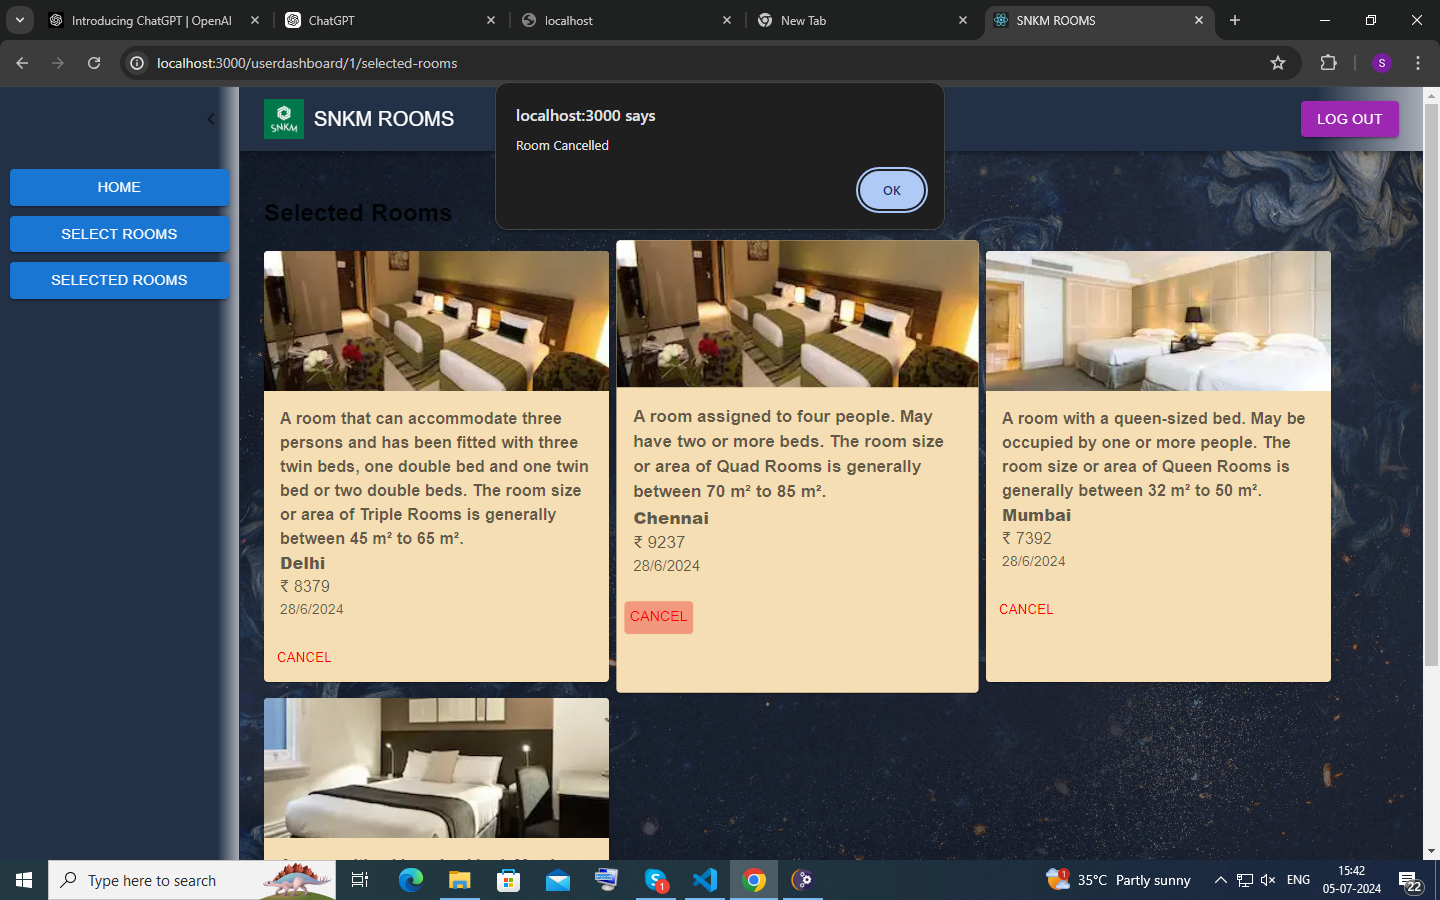 Introducing ChatGPT | OpenAI
ChatGPT
localhost
New Tab
SNKM ROOMS
localhost:3000/userdashboard/1/selected-rooms
S
SNKM
SNKM ROOMS
LOG OUT
localhost:3000 says
Room Cancelled
OK
HOME
SELECT ROOMS
SELECTED ROOMS
Selected Rooms
A room that can accommodate three
persons and has been fitted with three
twin beds, one double bed and one twin
bed or two double beds. The room size
or area of Triple Rooms is generally
between 45 m² to 65 m².
Delhi
₹ 8379
28/6/2024
CANCEL
A room assigned to four people. May
have two or more beds. The room size
or area of Quad Rooms is generally
between 70 m² to 85 m².
Chennai
₹ 9237
28/6/2024
CANCEL
A room with a queen-sized bed. May be
occupied by one or more people. The
room size or area of Queen Rooms is
generally between 32 m² to 50 m².
Mumbai
₹ 7392
28/6/2024
CANCEL
Type here to search
1
1
35°C Partly sunny
ENG
15:42
05-07-2024
22